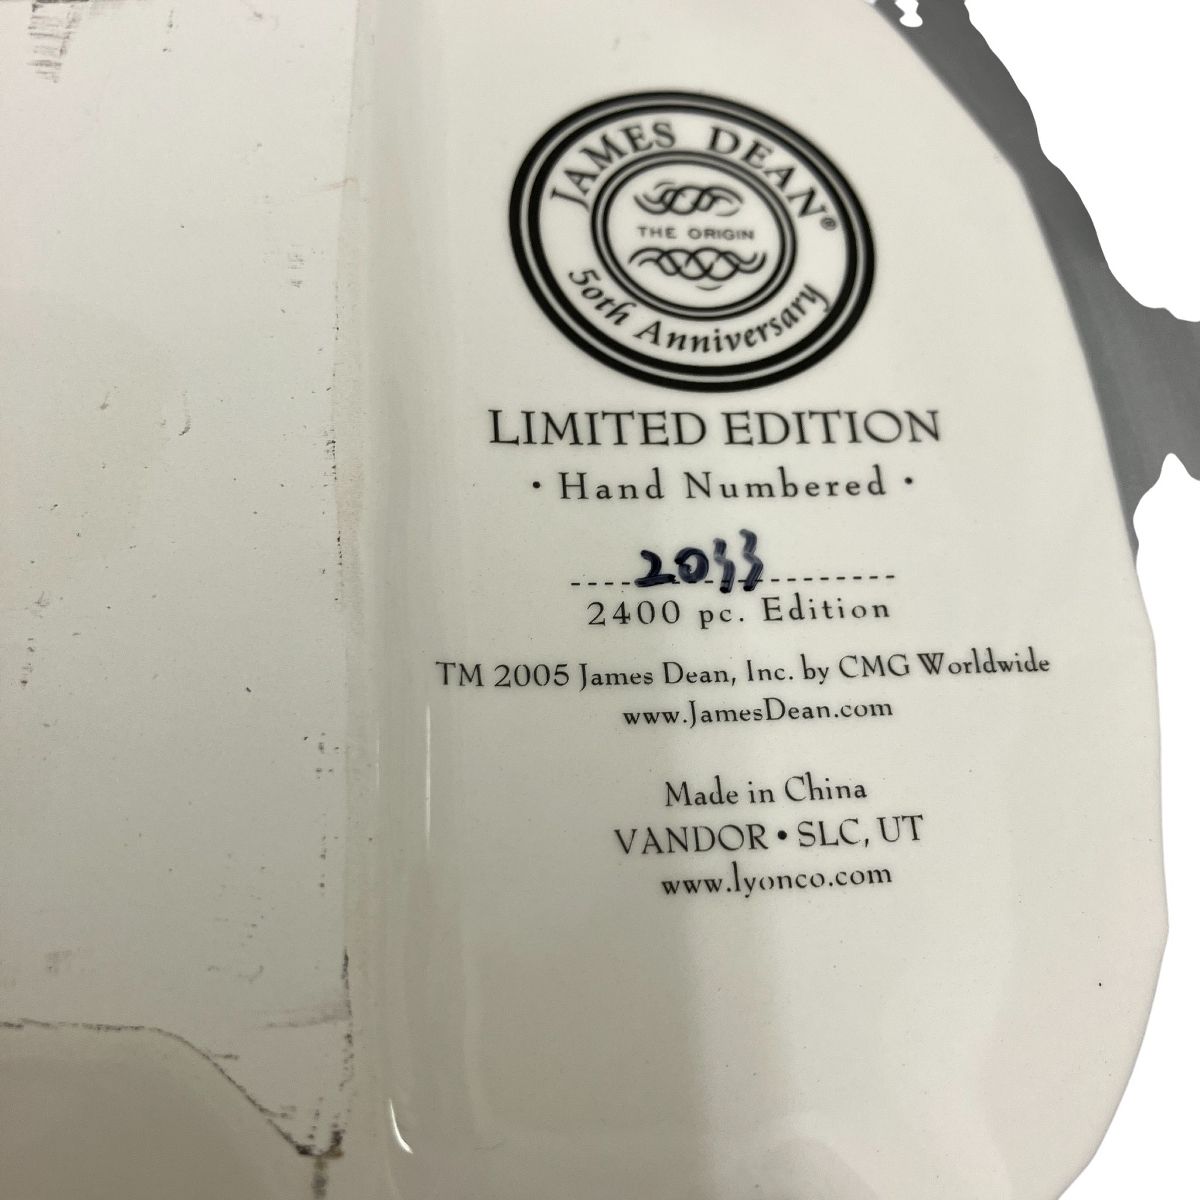 JAMES DEAN®
THE ORIGIN
50th Anniversary
LIMITED EDITION
• Hand Numbered •
2033
2400 pc. Edition
TM 2005 James Dean, Inc. by CMG Worldwide
www.JamesDean.com
Made in China
VANDOR • SLC, UT
www.lyonco.com